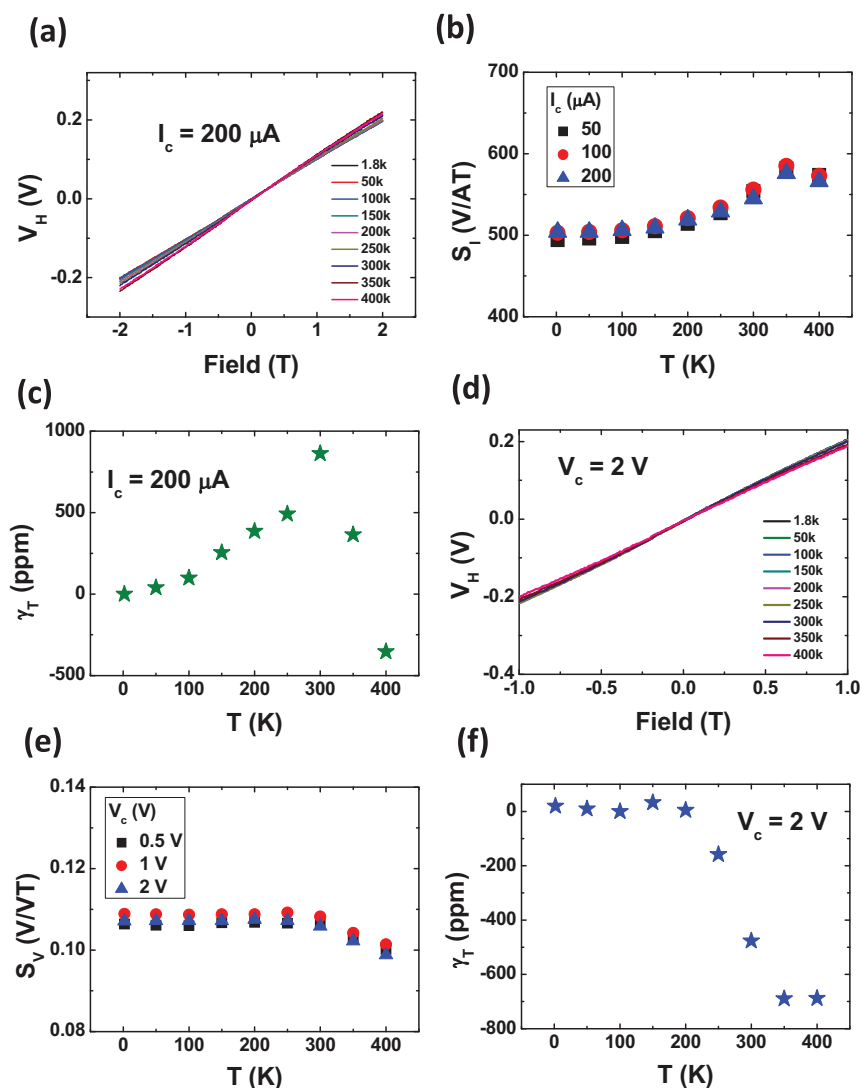 (a)
V_H (V)
0.2
0.0
-0.2
I_c = 200 μA
1.8k
50k
100k
150k
200k
250k
300k
350k
400k
-2 -1 0 1 2
Field (T)
(b)
S_I (V/AT)
700
600
500
400
I_c (μA)
50
100
200
0 100 200 300 400
T (K)
(c)
γ_T (ppm)
1000
500
0
-500
I_c = 200 μA
0 100 200 300 400
T (K)
(d)
V_H (V)
0.2
0.0
-0.2
-0.4
V_c = 2 V
1.8k
50k
100k
150k
200k
250k
300k
350k
400k
-1.0 -0.5 0.0 0.5 1.0
Field (T)
(e)
S_V (V/VT)
0.14
0.12
0.10
0.08
V_c (V)
0.5 V
1 V
2 V
0 100 200 300 400
T (K)
(f)
γ_T (ppm)
0
-200
-400
-600
-800
V_c = 2 V
0 100 200 300 400
T (K)